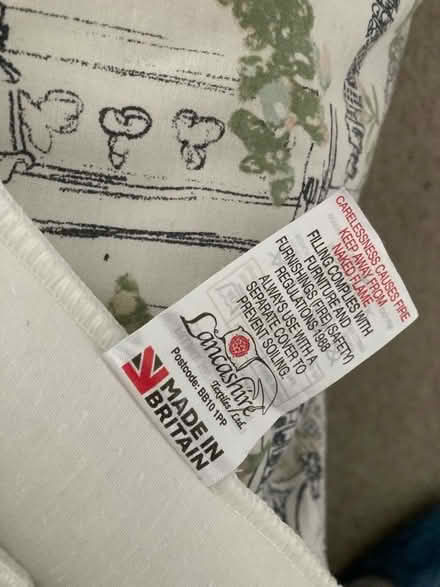 CARELESSNESS CAUSES FIRE
KEEP AWAY FROM
NAKED FLAME
FILLING COMPLIES WITH
FURNITURE AND
FURNISHINGS (FIRE) (SAFETY)
REGULATIONS 1988.
ALWAYS USE WITH A
SEPARATE COVER TO
PREVENT SOILING.
Lancashire
Textiles Ltd.
Postcode: BB10 1PP
MADE IN
BRITAIN